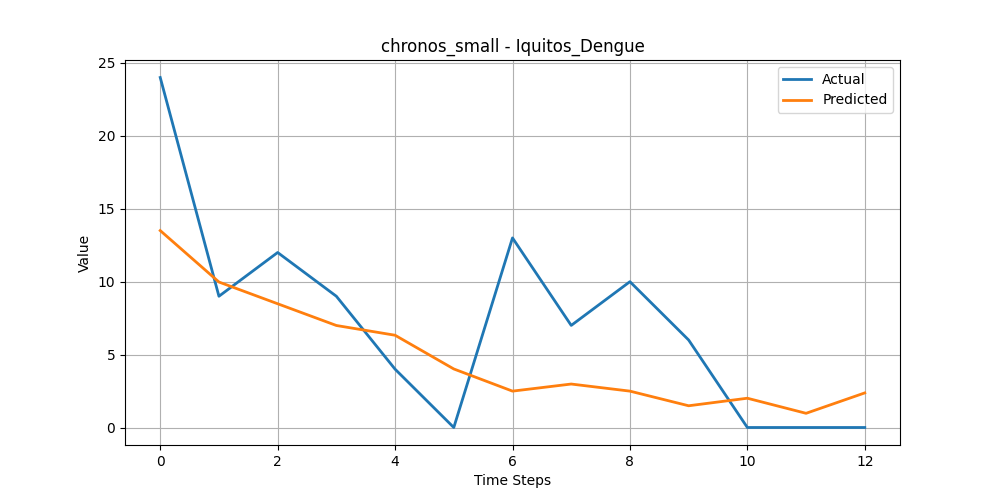 chronos_small - Iquitos_Dengue
25
20
15
10
5
0
Value
0 2 4 6 8 10 12
Time Steps
Actual
Predicted